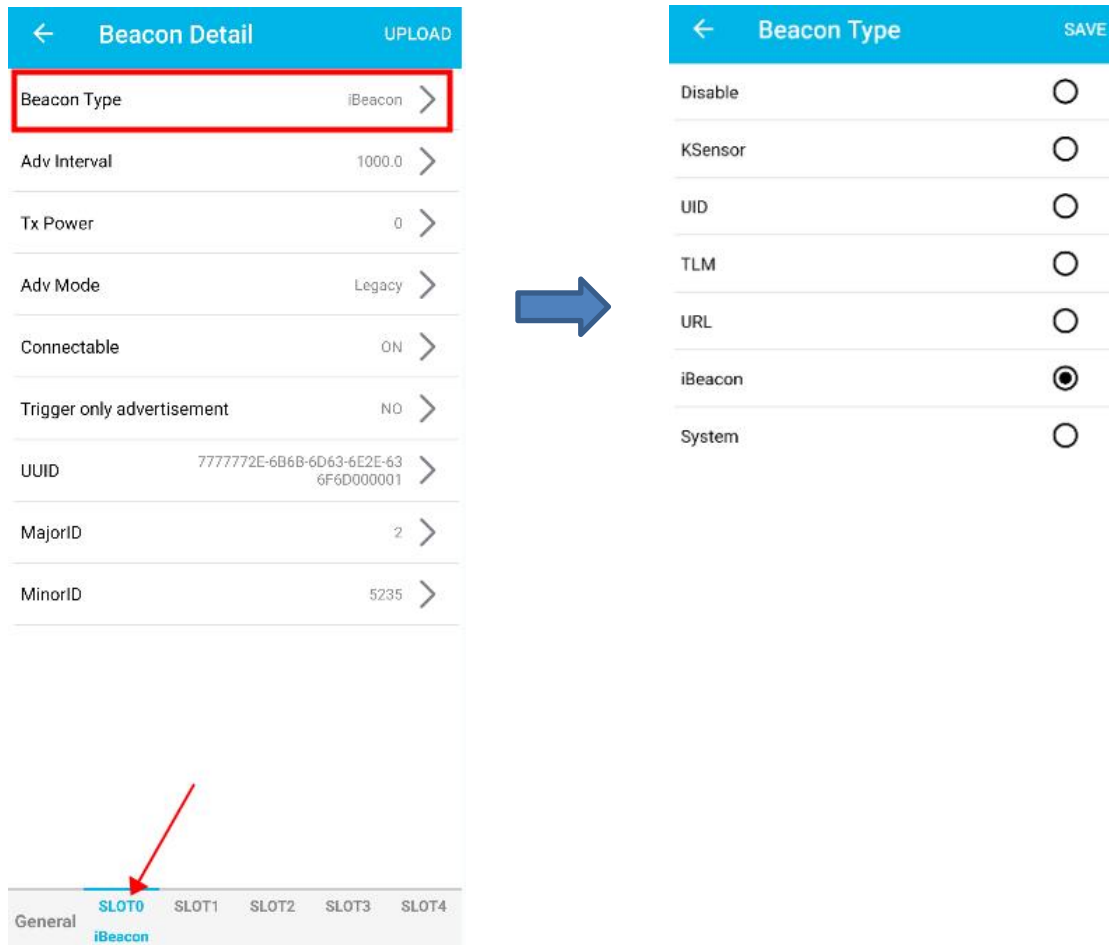 Beacon Detail UPLOAD
Beacon Type iBeacon
Adv Interval 1000.0
Tx Power 0
Adv Mode Legacy
Connectable ON
Trigger only advertisement NO
UUID 7777772E-6B6B-6D63-6E2E-63
6F6D000001
MajorID 2
MinorID 5235
General SLOT0 SLOT1 SLOT2 SLOT3 SLOT4
iBeacon
Beacon Type SAVE
Disable
KSensor
UID
TLM
URL
iBeacon
System